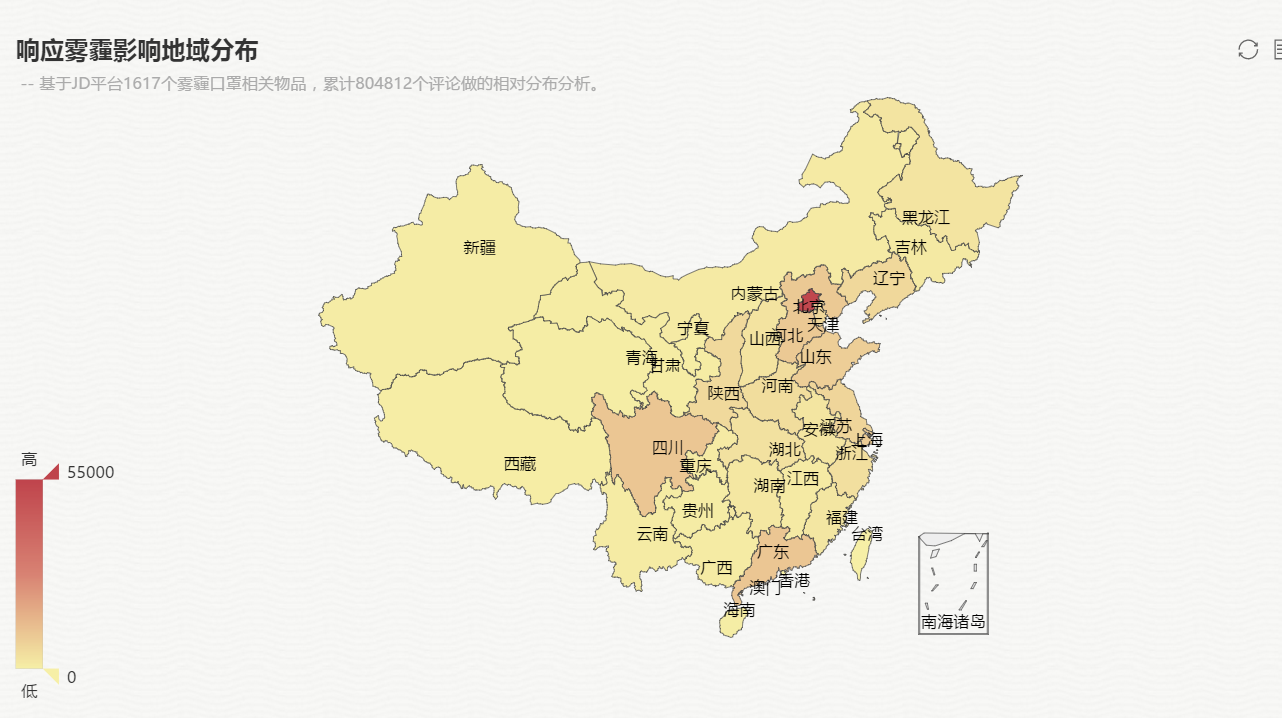 响应雾霾影响地域分布
-- 基于JD平台1617个雾霾口罩相关物品，累计804812个评论做的相对分布分析。
黑龙江
新疆
吉林
辽宁
内蒙古
北京
天津
宁夏
山西
河北
青海
甘肃
山东
河南
陕西
江苏
安徽
上海
四川
湖北
浙江
高
西藏
重庆
55000
江西
湖南
贵州
福建
云南
台湾
广东
广西
香港
澳门
海南
南海诸岛
0
低